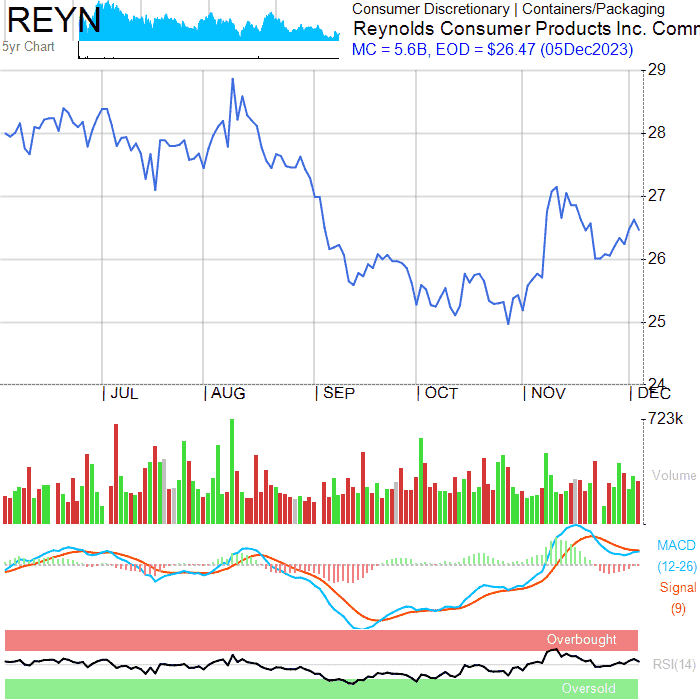 REYN
5yr Chart
Consumer Discretionary | Containers/Packaging
Reynolds Consumer Products Inc. Comm
MC = 5.6B, EOD = $26.47 (05Dec2023)
29
28
27
26
25
24
| JUL | AUG | SEP | OCT | NOV | DEC
723k
Volume
MACD
(12-26)
Signal
(9)
Overbought
RSI(14)
Oversold